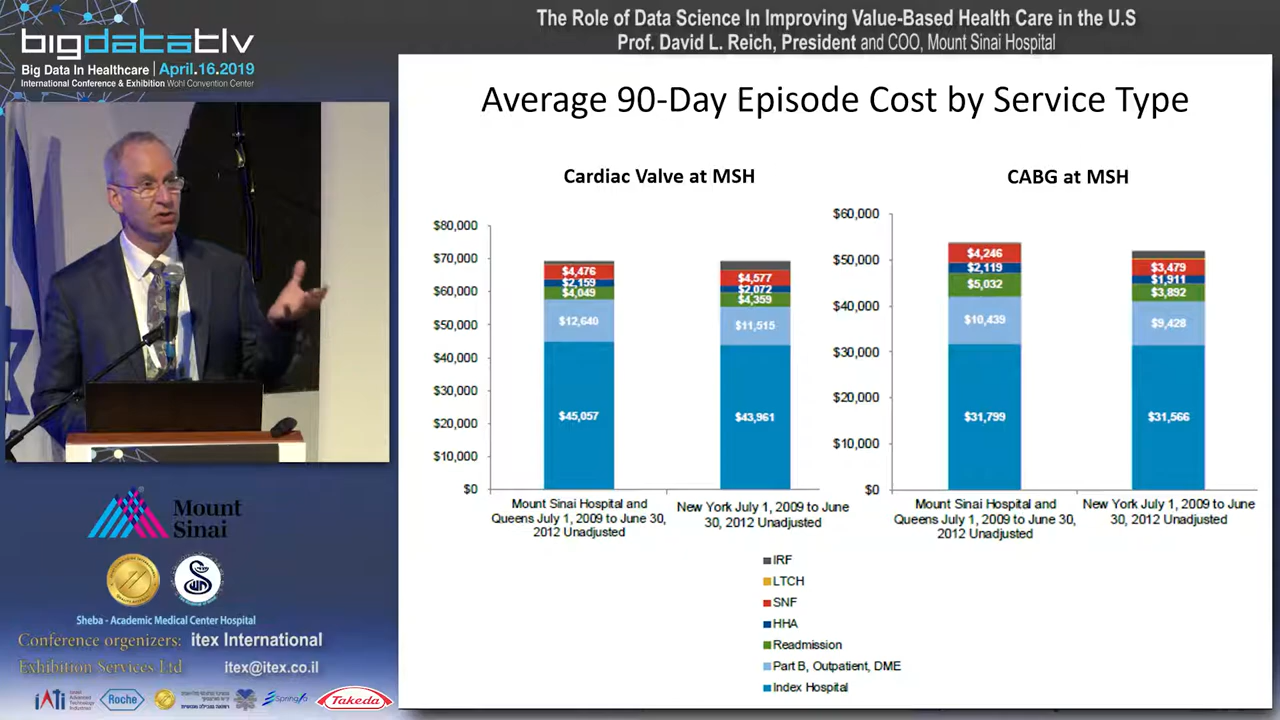 The Role of Data Science In Improving Value-Based Health Care in the U.S
Prof. David L. Reich, President and COO, Mount Sinai Hospital
bigdatatlv
Big Data In Healthcare | April.16.2019
International Conference & Exhibition Wohl Convention Center
Average 90-Day Episode Cost by Service Type
Cardiac Valve at MSH
$80,000
$70,000
$60,000
$50,000
$40,000
$30,000
$20,000
$10,000
$0
$4,476
$2,159
$4,049
$12,640
$45,057
$4,577
$2,072
$4,359
$11,515
$43,961
Mount Sinai Hospital and
Queens July 1, 2009 to June 30,
2012 Unadjusted
New York July 1, 2009 to June
30, 2012 Unadjusted
CABG at MSH
$60,000
$50,000
$40,000
$30,000
$20,000
$10,000
$0
$4,246
$2,119
$5,032
$10,439
$31,799
$3,479
$1,911
$3,892
$9,428
$31,566
Mount Sinai Hospital and
Queens July 1, 2009 to June 30,
2012 Unadjusted
New York July 1, 2009 to June
30, 2012 Unadjusted
IRF
LTCH
SNF
HHA
Readmission
Part B, Outpatient, DME
Index Hospital
Mount
Sinai
Sheba - Academic Medical Center Hospital
Conference organizers: itex International
Exhibition Services Ltd itex@itex.co.il
iATi
Israel
Advanced
Technology
Industries
Roche
Takeda